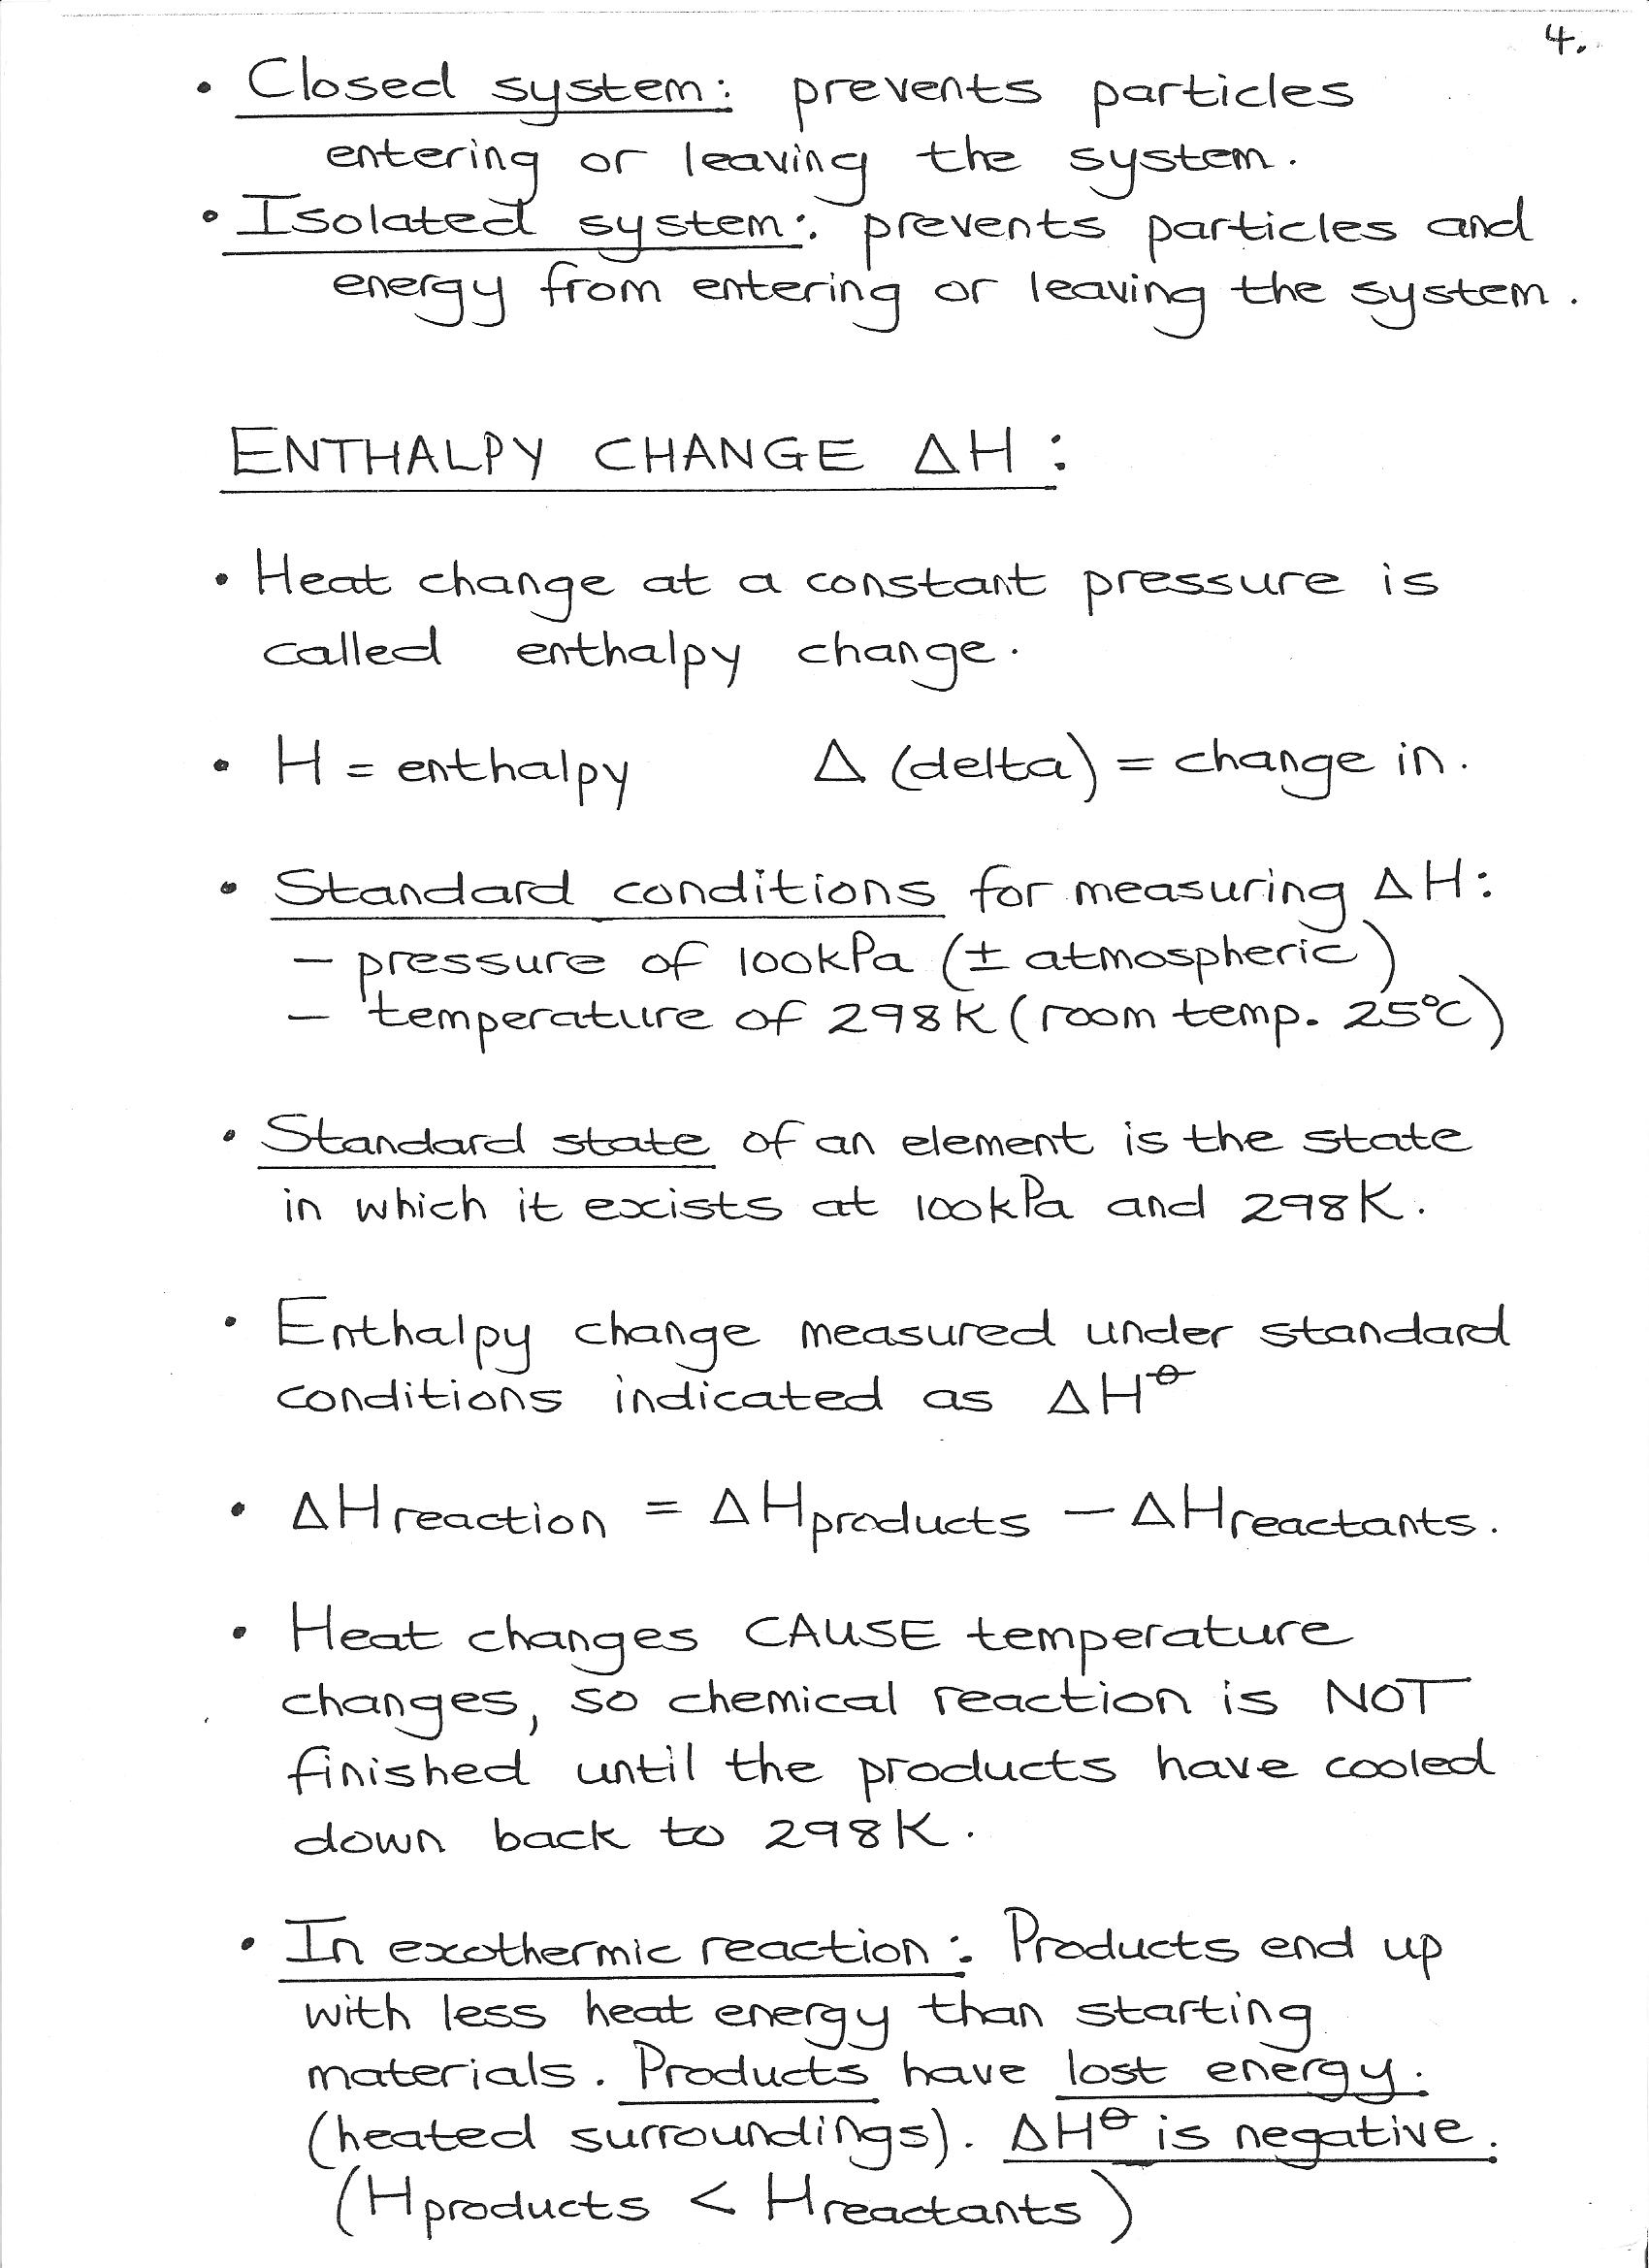 4.
• Closed system: prevents particles
entering or leaving the system.
• Isolated system: prevents particles and
energy from entering or leaving the system.
ENTHALPY CHANGE ΔH:
• Heat change at a constant pressure is
called enthalpy change.
• H = enthalpy Δ (delta) = change in.
• Standard conditions for measuring ΔH:
– pressure of 100kPa (± atmospheric)
– temperature of 298K (room temp. 25°C)
• Standard state of an element is the state
in which it exists at 100kPa and 298K.
• Enthalpy change measured under standard
conditions indicated as ΔH⦵
• ΔHreaction = ΔHproducts – ΔHreactants.
• Heat changes CAUSE temperature
changes, so chemical reaction is NOT
finished until the products have cooled
down back to 298K.
• In exothermic reaction: Products end up
with less heat energy than starting
materials. Products have lost energy.
(heated surroundings). ΔH⦵ is negative.
(Hproducts < Hreactants)